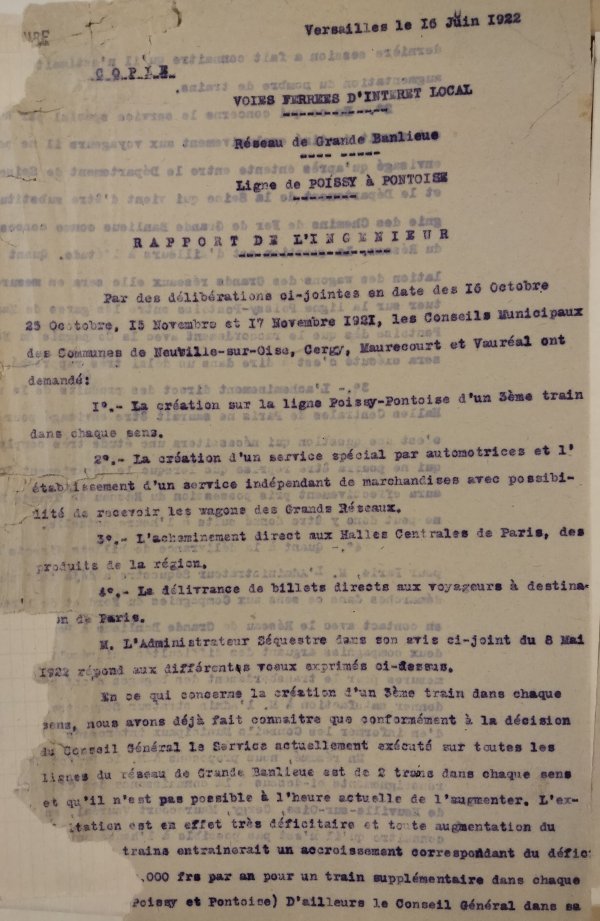 Versailles le 16 Juin 1922
COPIE
VOIES FERREES D'INTERET LOCAL
Réseau de Grande Banlieue
Ligne de POISSY à PONTOISE
RAPPORT DE L'INGENIEUR
Par des délibérations ci-jointes en date des 16 Octobre
25 Octobre, 15 Novembre et 17 Novembre 1921, les Conseils Municipaux
des Communes de Neuville-sur-Oise, Cergy, Maurecourt et Vauréal ont
demandé:
1°.- La création sur la ligne Poissy-Pontoise d'un 3ème train
dans chaque sens.
2°.- La création d'un service spécial par automotrices et l'
établissement d'un service indépendant de marchandises avec possibi-
lité de recevoir les wagons des Grands Réseaux.
3°.- L'acheminement direct aux Halles Centrales de Paris, des
produits de la région.
4°.- La délivrance de billets directs aux voyageurs à destina-
on de Paris.
M. L'Administrateur Séquestre dans son avis ci-joint du 8 Mai
1922 répond aux différentes voeux exprimés ci-dessus.
En ce qui concerne la création d'un 3ème train dans chaque
sens, nous avons déjà fait connaitre que conformément à la décision
du Conseil Général le Service actuellement exécuté sur toutes les
lignes du réseau de Grande Banlieue est de 2 trans dans chaque sens
et qu'il n'est pas possible à l'heure actuelle de l'augmenter. L'ex-
itation est en effet très déficitaire et toute augmentation du
trains entrainerait un accroissement correspondant du défic
,000 frs par an pour un train supplémentaire dans chaque
Poissy et Pontoise) D'ailleurs le Conseil Général dans sa